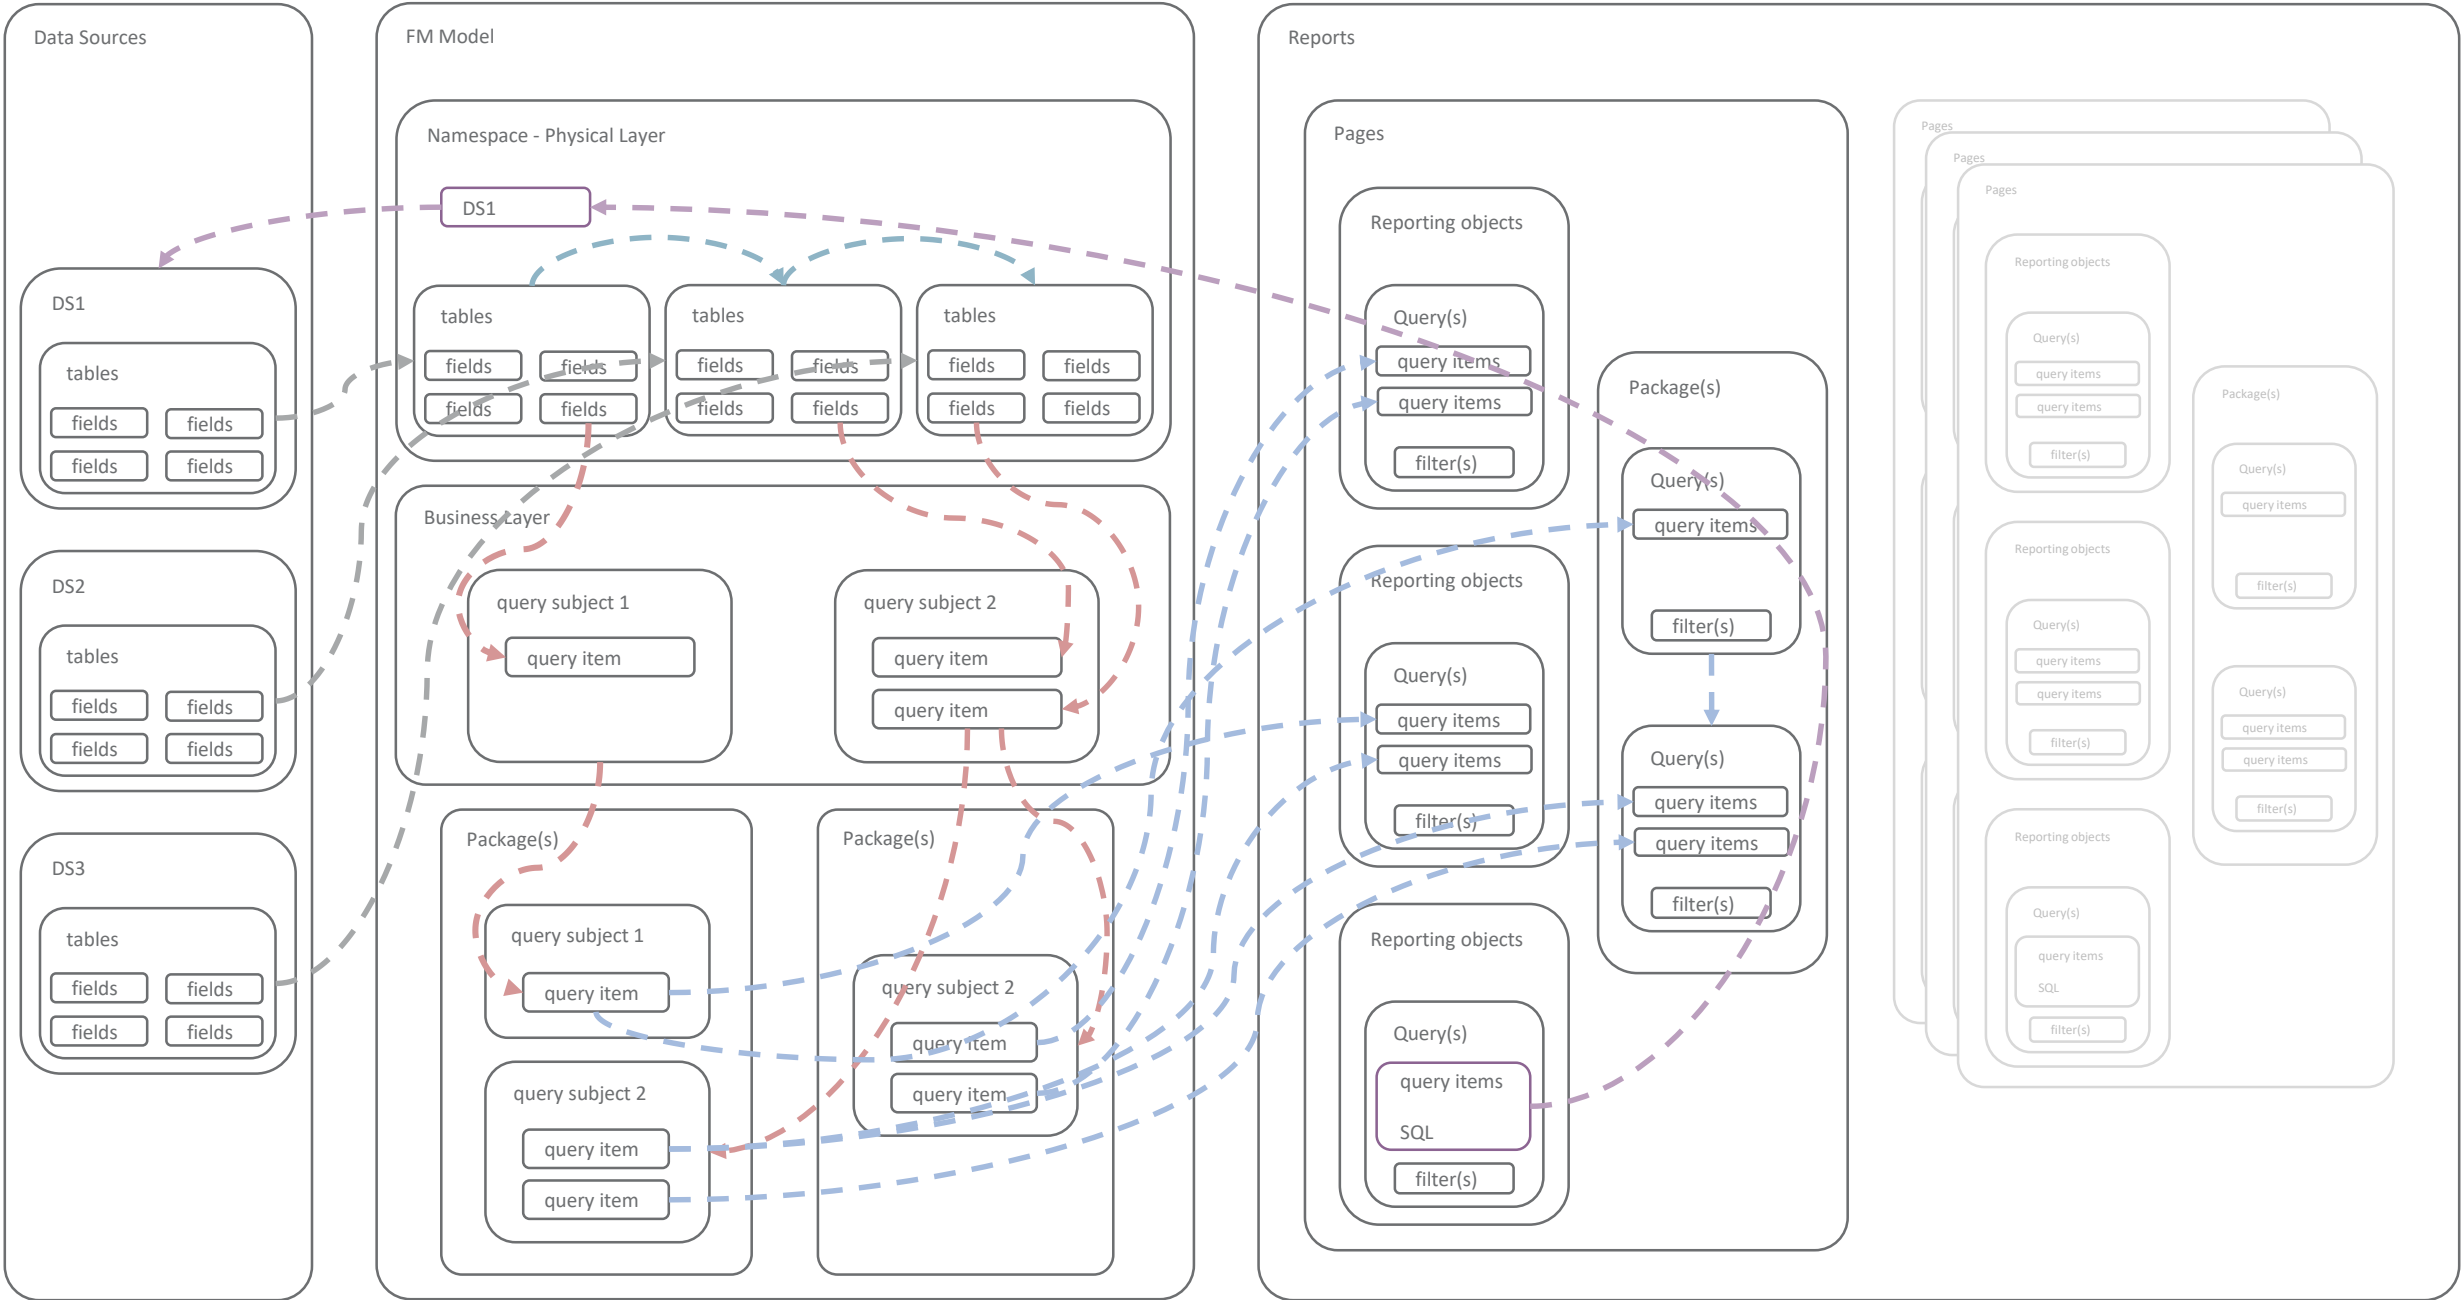 Data Sources
DS1
tables
fields
fields
fields
fields
DS2
tables
fields
fields
fields
fields
DS3
tables
fields
fields
fields
fields
FM Model
Namespace - Physical Layer
DS1
tables
fields
fields
fields
fields
tables
fields
fields
fields
fields
tables
fields
fields
fields
fields
Business Layer
query subject 1
query item
query subject 2
query item
query item
Package(s)
query subject 1
query item
query subject 2
query item
query item
Package(s)
query subject 2
query item
query item
Reports
Pages
Reporting objects
Query(s)
query items
query items
filter(s)
Reporting objects
Query(s)
query items
query items
filter(s)
Reporting objects
Query(s)
query items
SQL
filter(s)
Package(s)
Query(s)
query items
filter(s)
Query(s)
query items
query items
filter(s)
Pages
Pages
Pages
Reporting objects
Query(s)
query items
query items
filter(s)
Reporting objects
Query(s)
query items
query items
filter(s)
Reporting objects
Query(s)
query items
SQL
filter(s)
Package(s)
Query(s)
query items
filter(s)
Query(s)
query items
query items
filter(s)